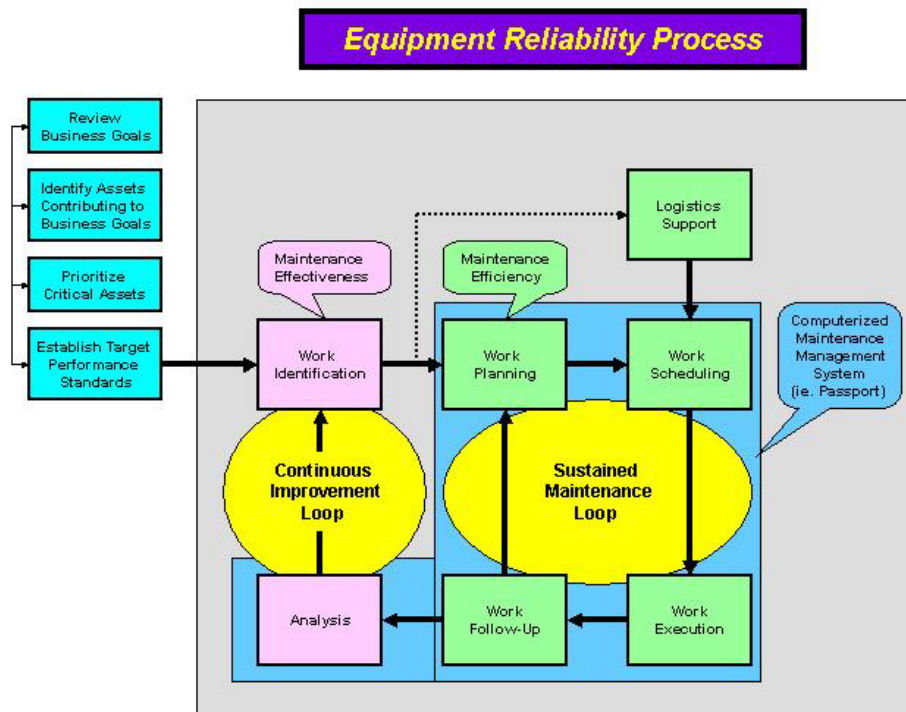 Equipment Reliability Process
Review
Business Goals
Identify Assets
Contributing to
Business Goals
Prioritize
Critical Assets
Establish Target
Performance
Standards
Logistics
Support
Maintenance
Effectiveness
Maintenance
Efficiency
Computerized
Maintenance
Management
System
(ie. Passport)
Work
Identification
Work
Planning
Work
Scheduling
Continuous
Improvement
Loop
Sustained
Maintenance
Loop
Analysis
Work
Follow-Up
Work
Execution